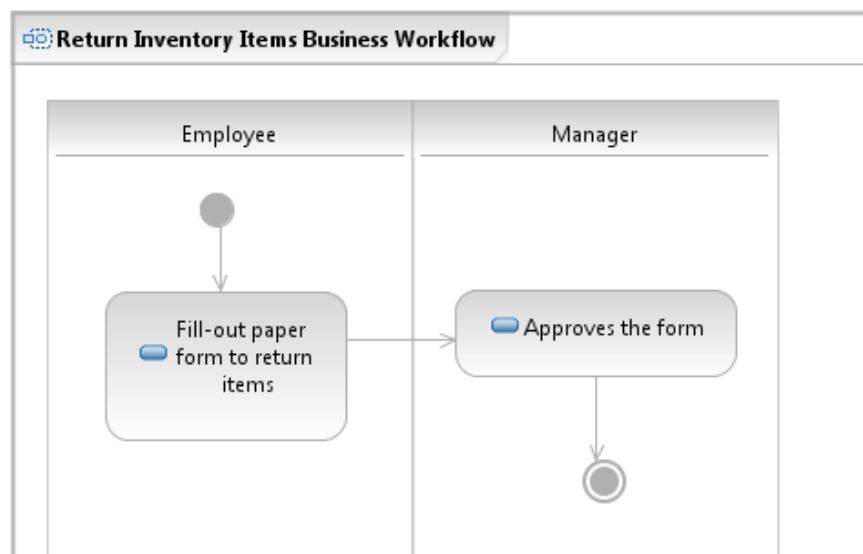 Return Inventory Items Business Workflow
Employee
Manager
Fill-out paper
form to return
items
Approves the form